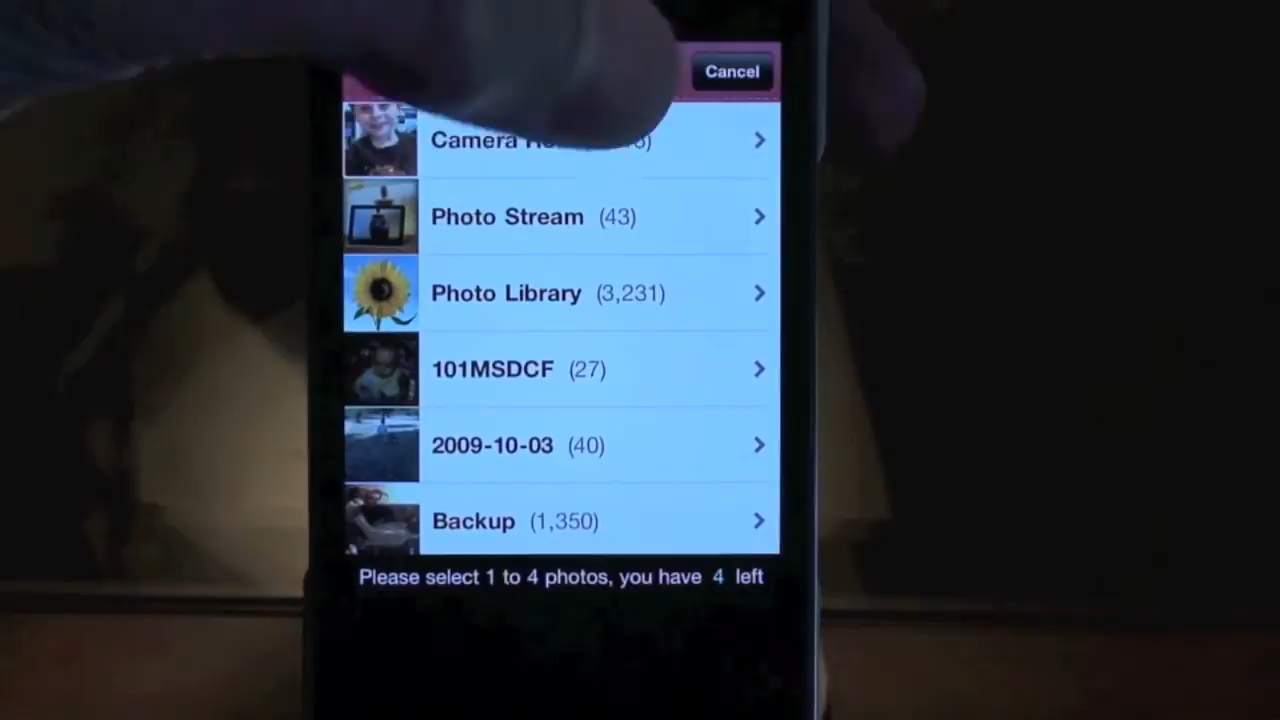 Cancel
Camera
Photo Stream (43)
Photo Library (3,231)
101MSDCF (27)
2009-10-03 (40)
Backup (1,350)
Please select 1 to 4 photos, you have 4 left